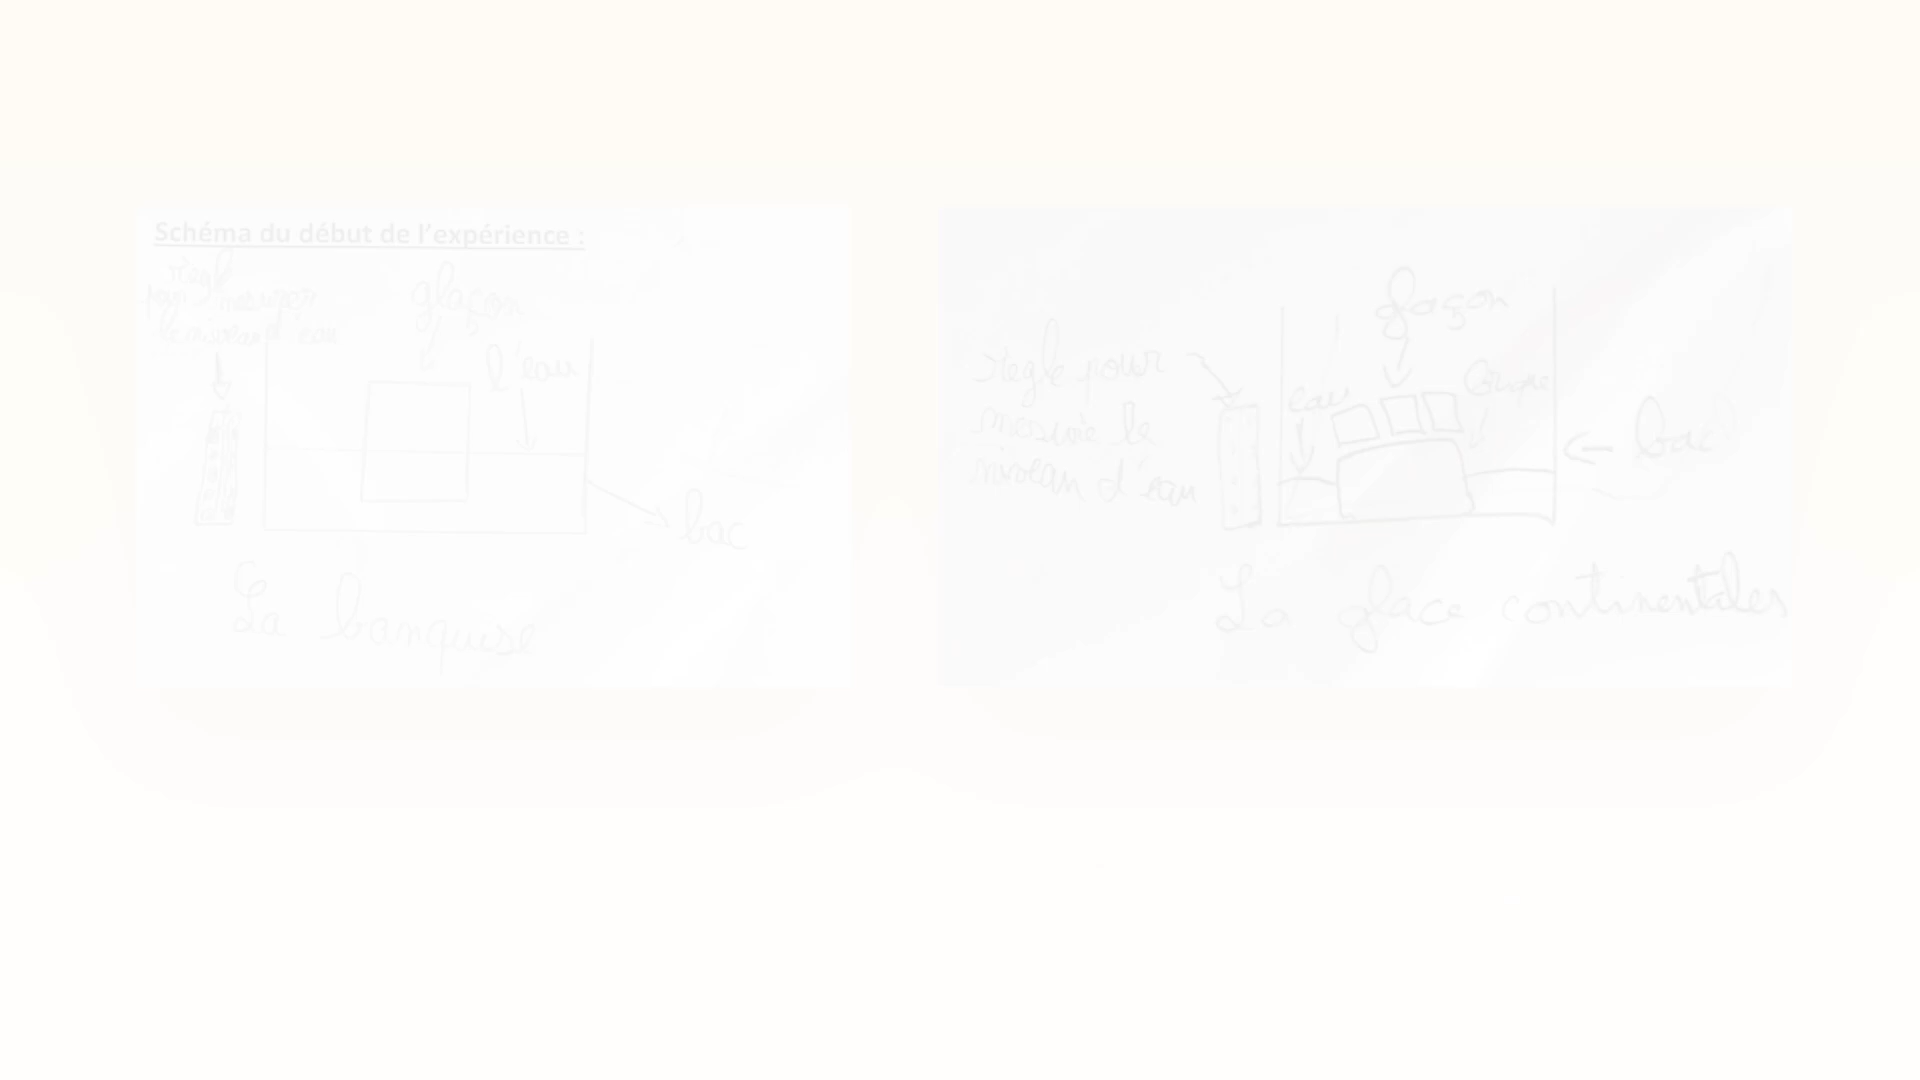 Schéma du début de l'expérience :
règle
pour mesurer
le niveau d'eau
glaçon
l'eau
bac
La banquise
glaçon
règle pour
mesuré le
niveau d'eau
eau
bac
La glace continentales